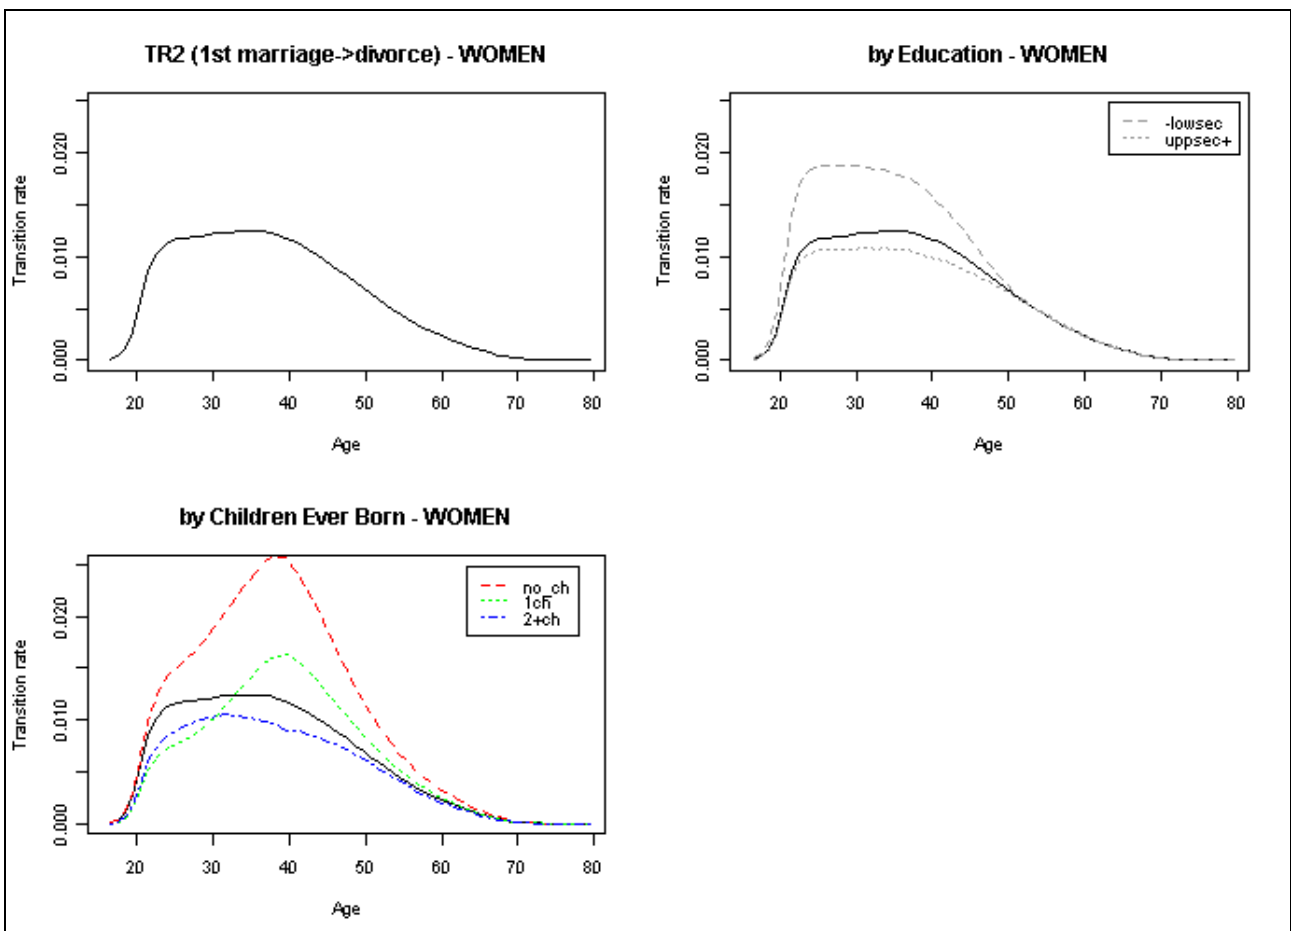 TR2 (1st marriage->divorce) - WOMEN
Transition rate
0.000 0.010 0.020
20 30 40 50 60 70 80
Age
by Education - WOMEN
-lowsec
uppsec+
Transition rate
0.000 0.010 0.020
20 30 40 50 60 70 80
Age
by Children Ever Born - WOMEN
no_ch
1ch
2+ch
Transition rate
0.000 0.010 0.020
20 30 40 50 60 70 80
Age